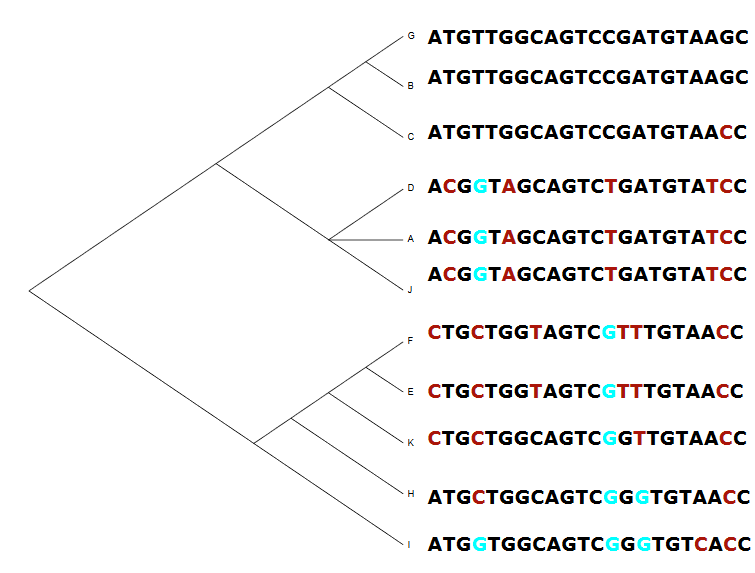 G ATGTTGGCAGTCCGATGTAAGC
B ATGTTGGCAGTCCGATGTAAGC
C ATGTTGGCAGTCCGATGTAACC
D ACGGTAGCAGTCTGATGTATCC
A ACGGTAGCAGTCTGATGTATCC
J ACGGTAGCAGTCTGATGTATCC
F CTGCTGGTAGTCGTTTGTAACC
E CTGCTGGTAGTCGTTTGTAACC
K CTGCTGGCAGTCGGTTGTAACC
H ATGCTGGCAGTCGGGTGTAACC
I ATGGTGGCAGTCGGGTGTCACC